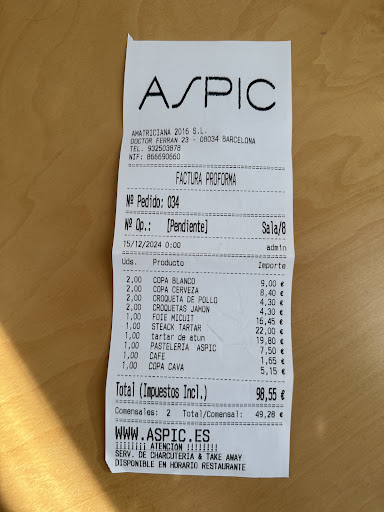 ASPIC
AMATRICIANA 2016 S.L.
DOCTOR FERRAN 23 - 08034 BARCELONA
TEL. 932503878
NIF: B66690660
FACTURA PROFORMA
Nº Pedido: 034
Nº Op.: [Pendiente] Sala/8
15/12/2024 0:00 admin
Uds. Producto Importe
2,00 COPA BLANCO 9,00 €
2,00 COPA CERVEZA 8,40 €
2,00 CROQUETA DE POLLO 4,30 €
2,00 CROQUETAS JAMON 4,30 €
1,00 FOIE MICUIT 16,45 €
1,00 STEACK TARTAR 22,00 €
1,00 tartar de atun 19,80 €
1,00 PASTELERIA ASPIC 7,50 €
1,00 CAFE 1,65 €
1,00 COPA CAVA 5,15 €
Total (Impuestos Incl.) 98,55 €
Comensales: 2 Total/Comensal: 49,28 €
WWW.ASPIC.ES
¡¡¡¡¡¡¡ ATENCION !!!!!!!!
SERV. DE CHARCUTERIA & TAKE AWAY
DISPONIBLE EN HORARIO RESTAURANTE